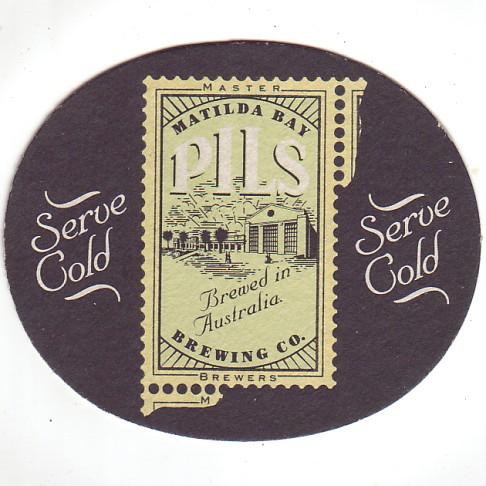 MASTER
MATILDA BAY
PILS
Serve
Cold
Serve
Cold
Brewed in
Australia.
BREWING CO.
BREWERS
M